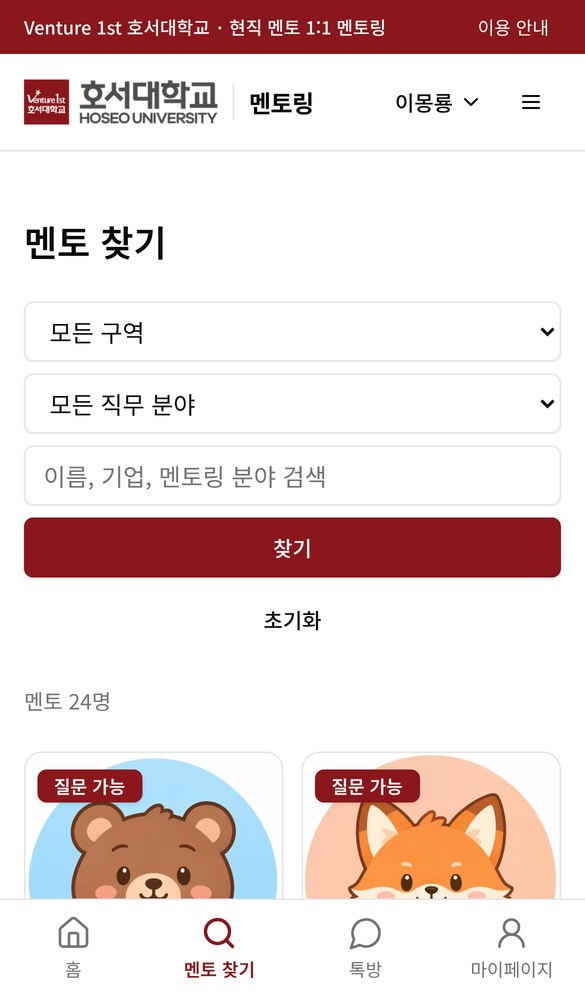 Venture 1st 호서대학교 · 현직 멘토 1:1 멘토링
이용 안내
Venture 1st
호서대학교
호서대학교
HOSEO UNIVERSITY
멘토링
이몽룡
멘토 찾기
모든 구역
모든 직무 분야
이름, 기업, 멘토링 분야 검색
찾기
초기화
멘토 24명
질문 가능
질문 가능
홈
멘토 찾기
톡방
마이페이지